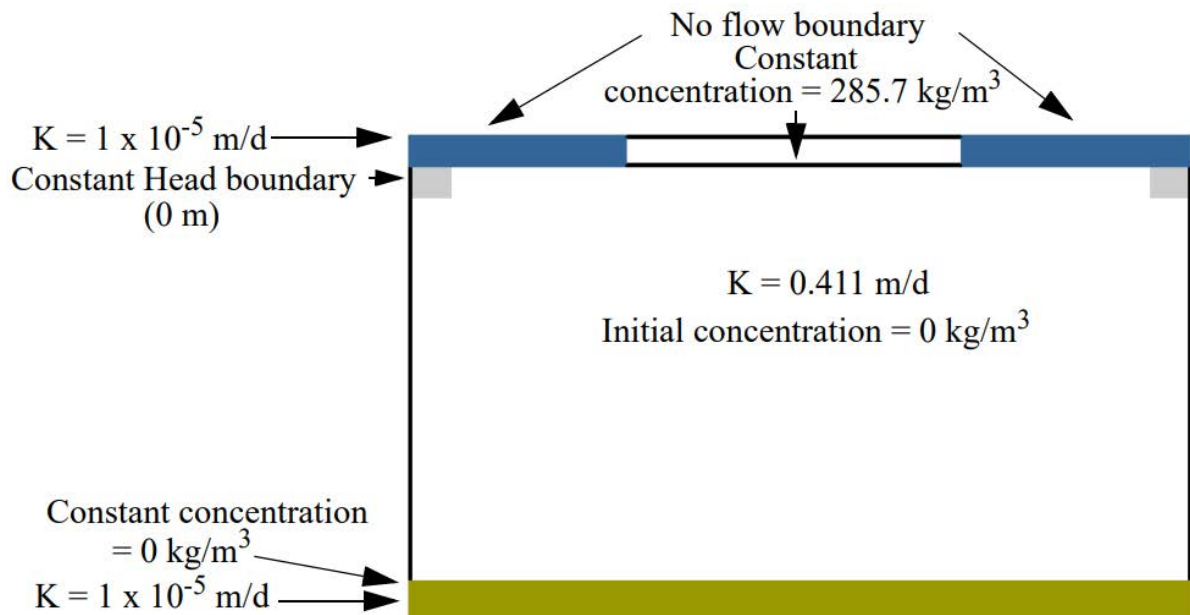 No flow boundary
Constant
concentration = 285.7 kg/m³
K = 1 x 10⁻⁵ m/d
Constant Head boundary
(0 m)
K = 0.411 m/d
Initial concentration = 0 kg/m³
Constant concentration
= 0 kg/m³
K = 1 x 10⁻⁵ m/d